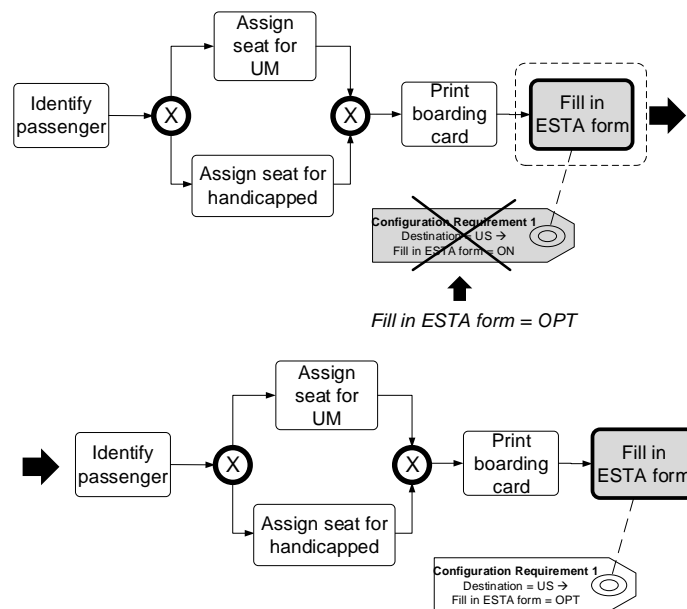 Assign
seat for
UM
Identify
passenger
X
X
Print
boarding
card
Fill in
ESTA form
Assign seat for
handicapped
Configuration Requirement 1
Destination = US →
Fill in ESTA form = ON
Fill in ESTA form = OPT
Assign
seat for
UM
Identify
passenger
X
X
Print
boarding
card
Fill in
ESTA form
Assign seat for
handicapped
Configuration Requirement 1
Destination = US →
Fill in ESTA form = OPT